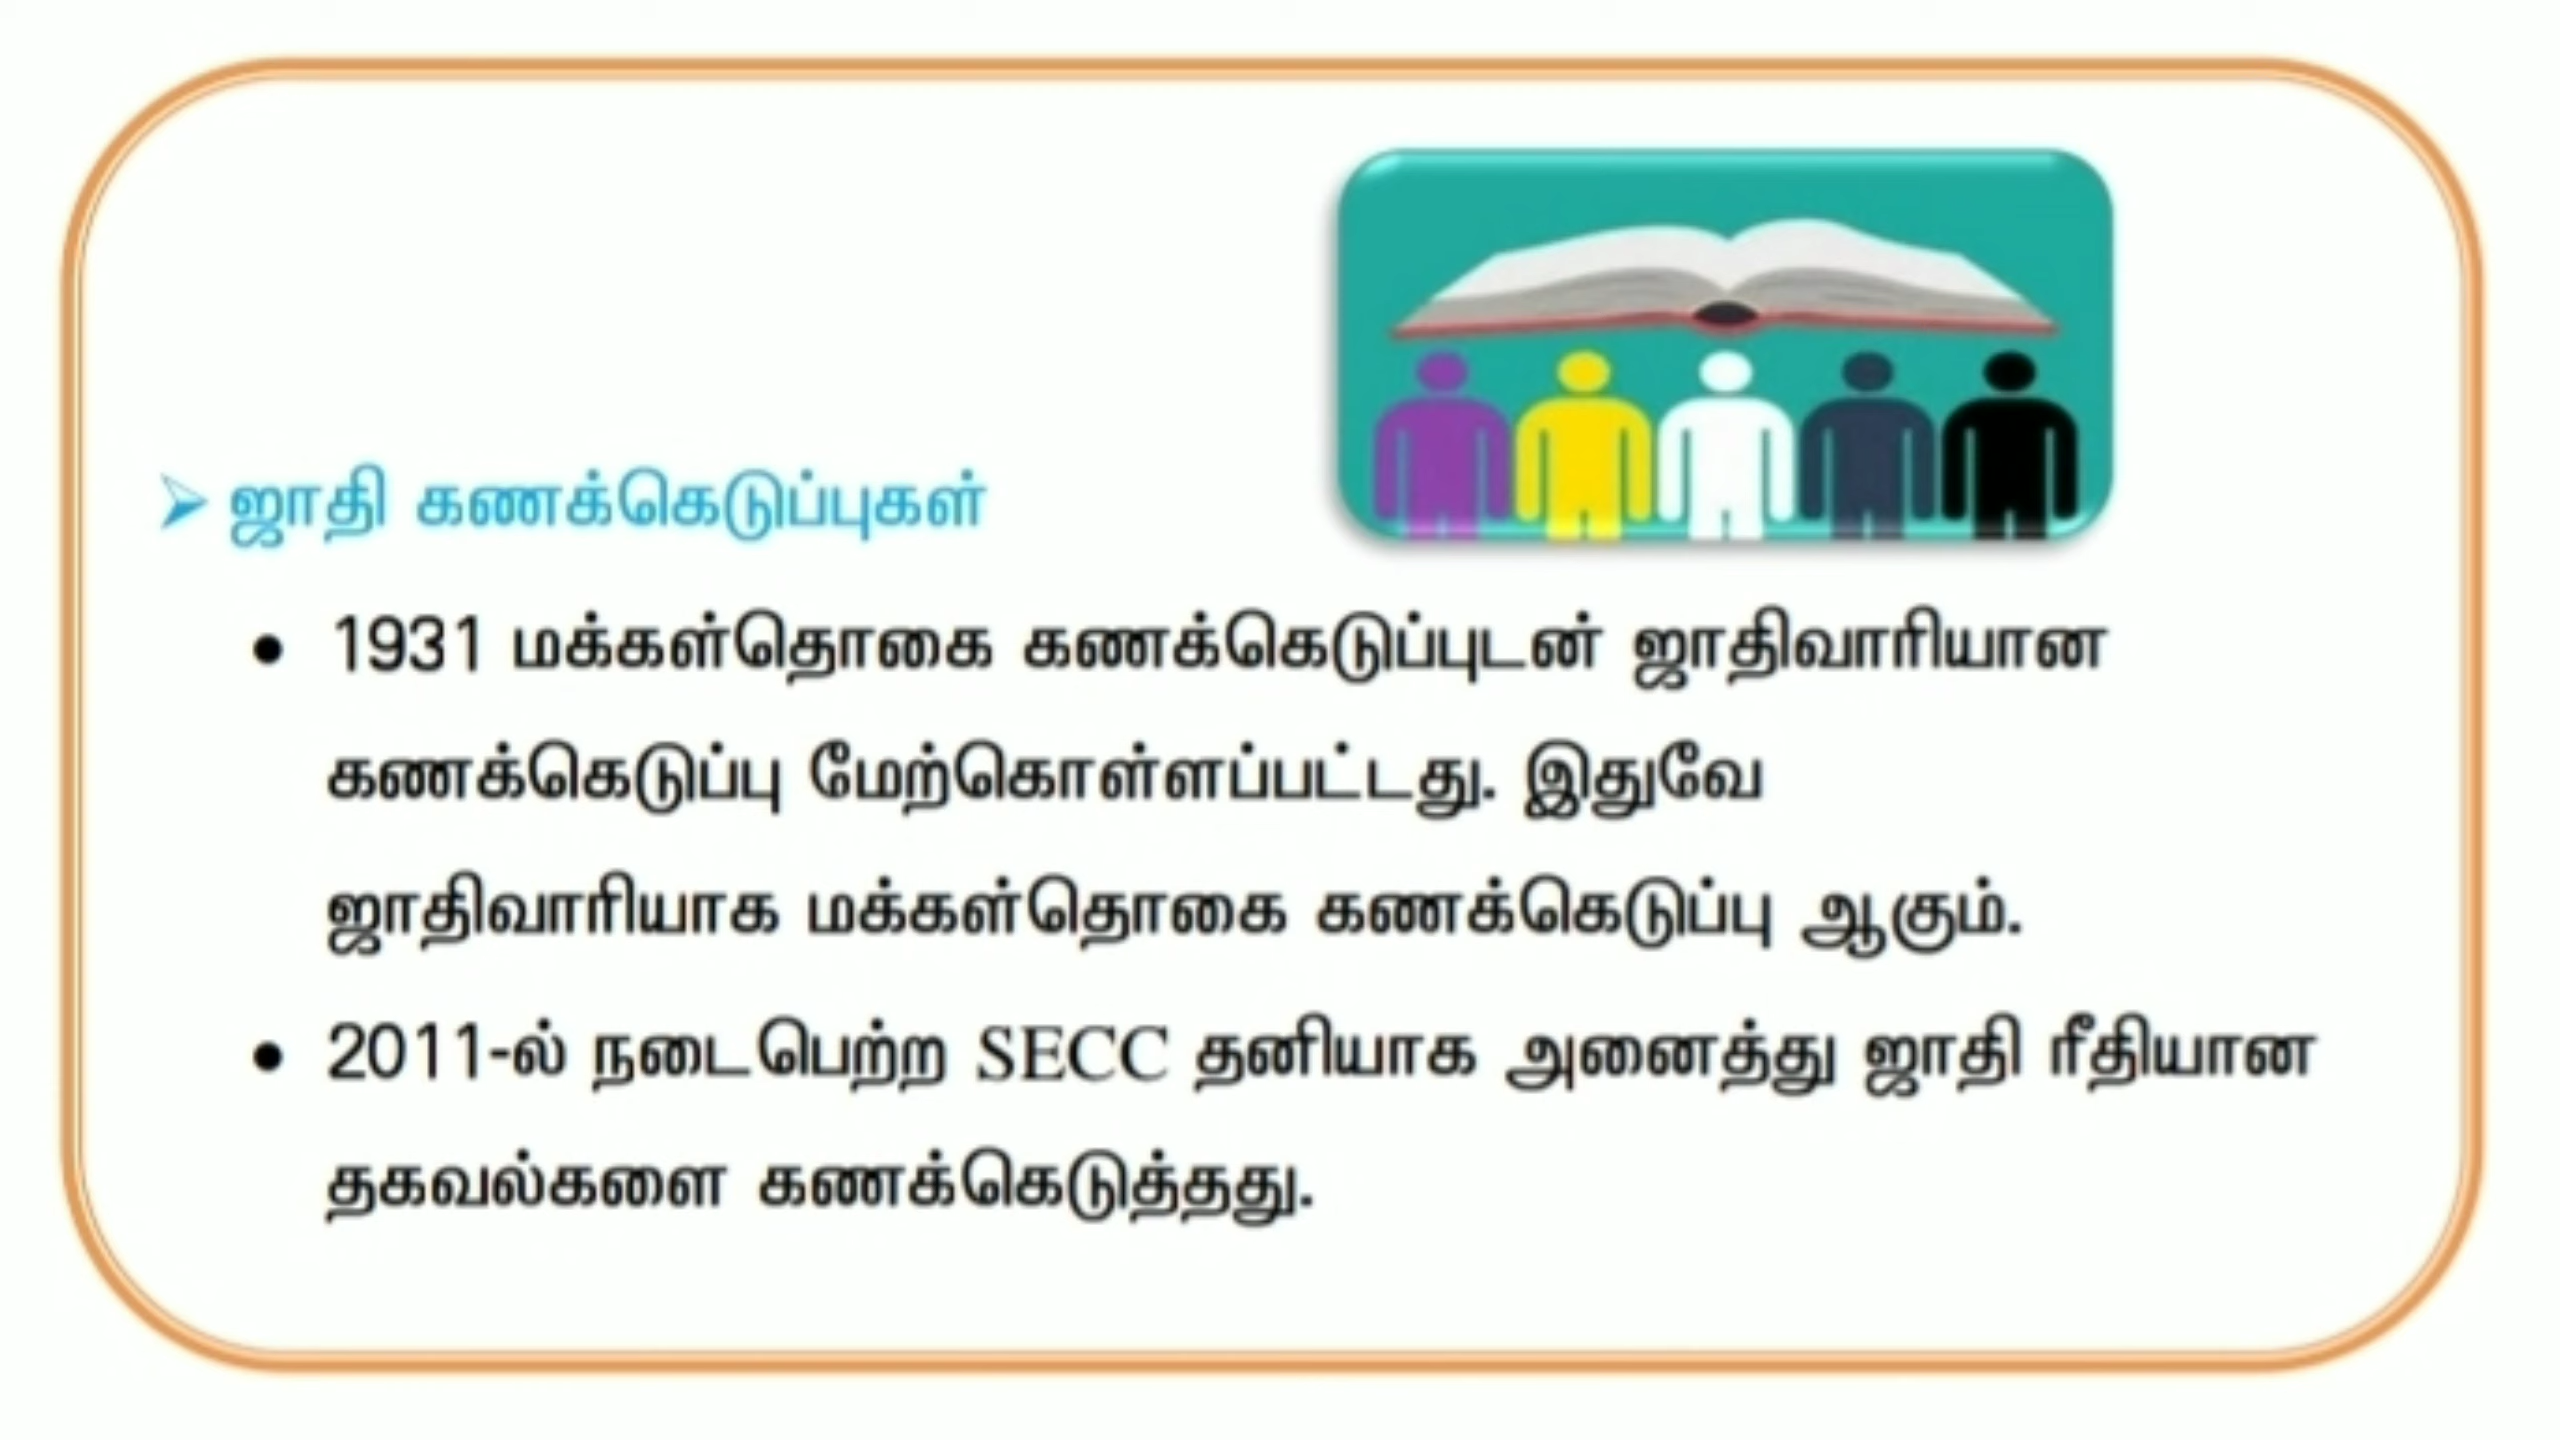 ➢ ஜாதி கணக்கெடுப்புகள்
• 1931 மக்கள்தொகை கணக்கெடுப்புடன் ஜாதிவாரியான
கணக்கெடுப்பு மேற்கொள்ளப்பட்டது. இதுவே
ஜாதிவாரியாக மக்கள்தொகை கணக்கெடுப்பு ஆகும்.
• 2011-ல் நடைபெற்ற SECC தனியாக அனைத்து ஜாதி ரீதியான
தகவல்களை கணக்கெடுத்தது.